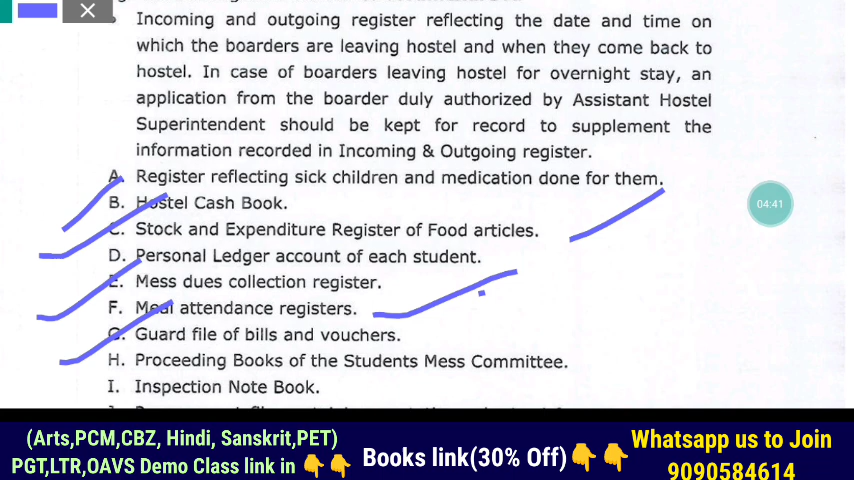 Incoming and outgoing register reflecting the date and time on
which the boarders are leaving hostel and when they come back to
hostel. In case of boarders leaving hostel for overnight stay, an
application from the boarder duly authorized by Assistant Hostel
Superintendent should be kept for record to supplement the
information recorded in Incoming & Outgoing register.
A. Register reflecting sick children and medication done for them.
B. Hostel Cash Book.
C. Stock and Expenditure Register of Food articles.
D. Personal Ledger account of each student.
E. Mess dues collection register.
F. Meal attendance registers.
G. Guard file of bills and vouchers.
H. Proceeding Books of the Students Mess Committee.
I. Inspection Note Book.
04:41
(Arts,PCM,CBZ, Hindi, Sanskrit,PET)
PGT,LTR,OAVS Demo Class link in 👇👇
Books link(30% Off)👇👇
Whatsapp us to Join
9090584614